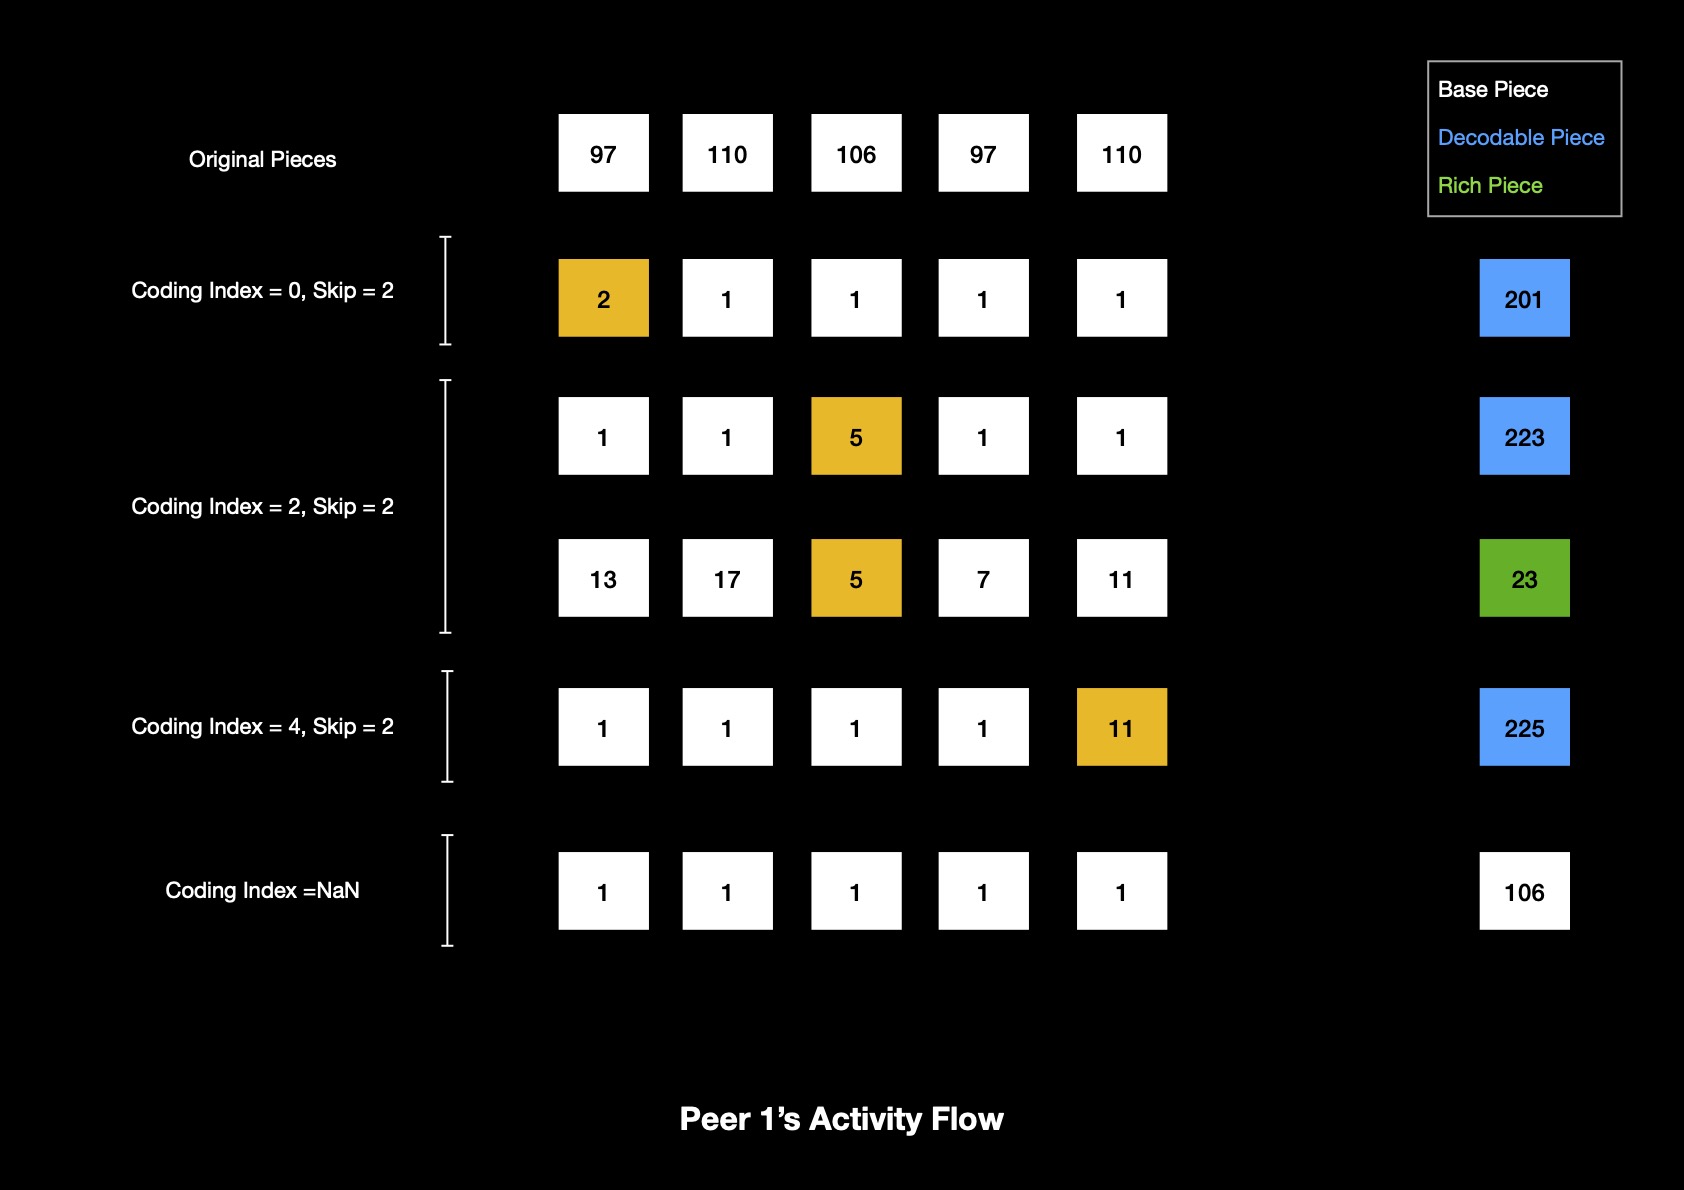 Base Piece
Decodable Piece
Rich Piece
Original Pieces 97 110 106 97 110
Coding Index = 0, Skip = 2 2 1 1 1 1 201
1 1 5 1 1 223
Coding Index = 2, Skip = 2
13 17 5 7 11 23
Coding Index = 4, Skip = 2 1 1 1 1 11 225
Coding Index =NaN 1 1 1 1 1 106
Peer 1’s Activity Flow